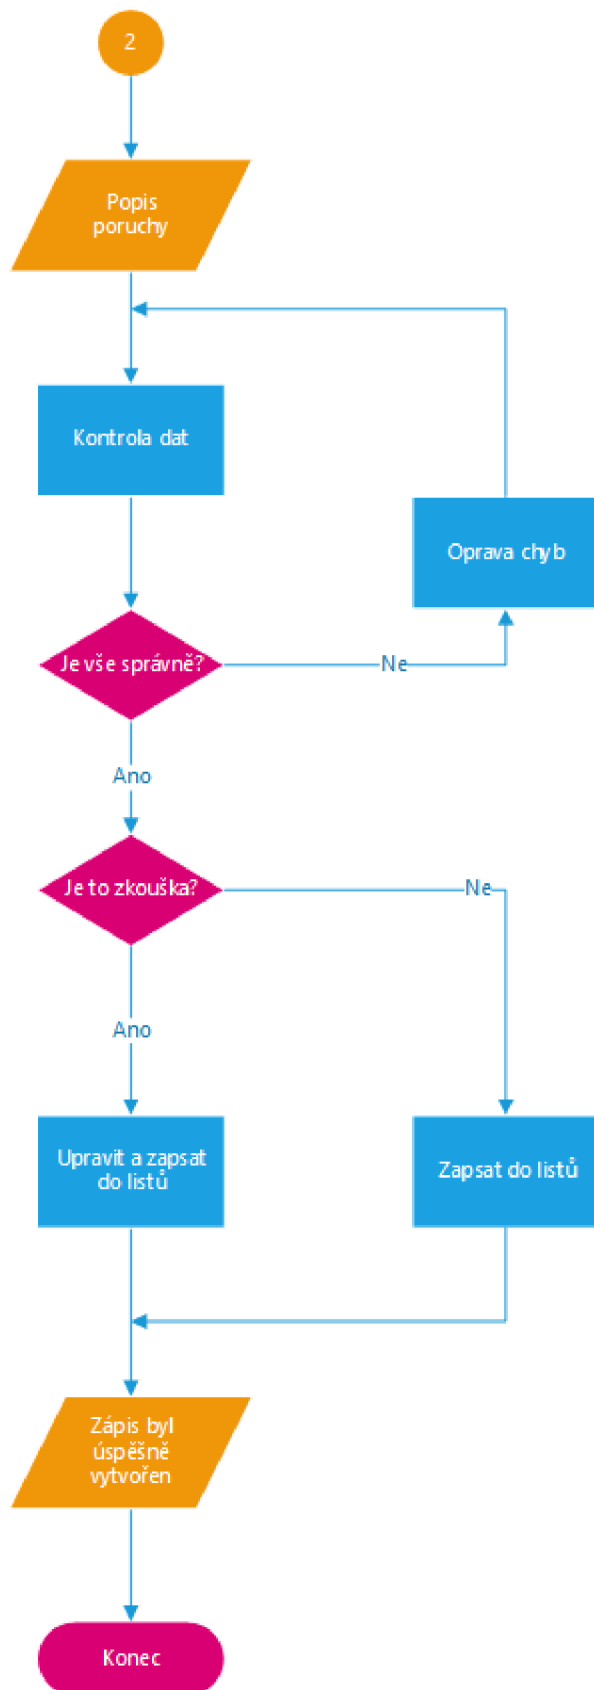 2
Popis
poruchy
Kontrola dat
Oprava chyb
Je vše správně?
Ne
Ano
Je to zkouška?
Ne
Ano
Upravit a zapsat
do listů
Zapsat do listů
Zápis byl
úspěšně
vytvořen
Konec